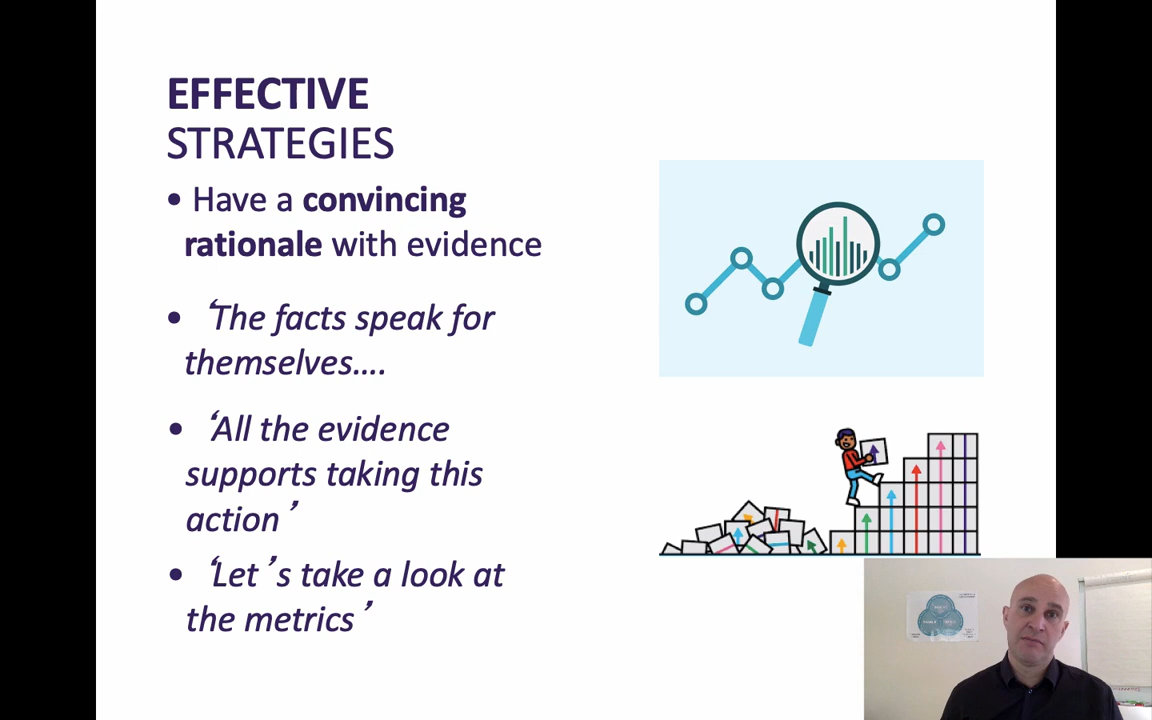 EFFECTIVE
STRATEGIES
• Have a convincing
rationale with evidence
• ‘The facts speak for
themselves....
• ‘All the evidence
supports taking this
action’
• ‘Let’s take a look at
the metrics’